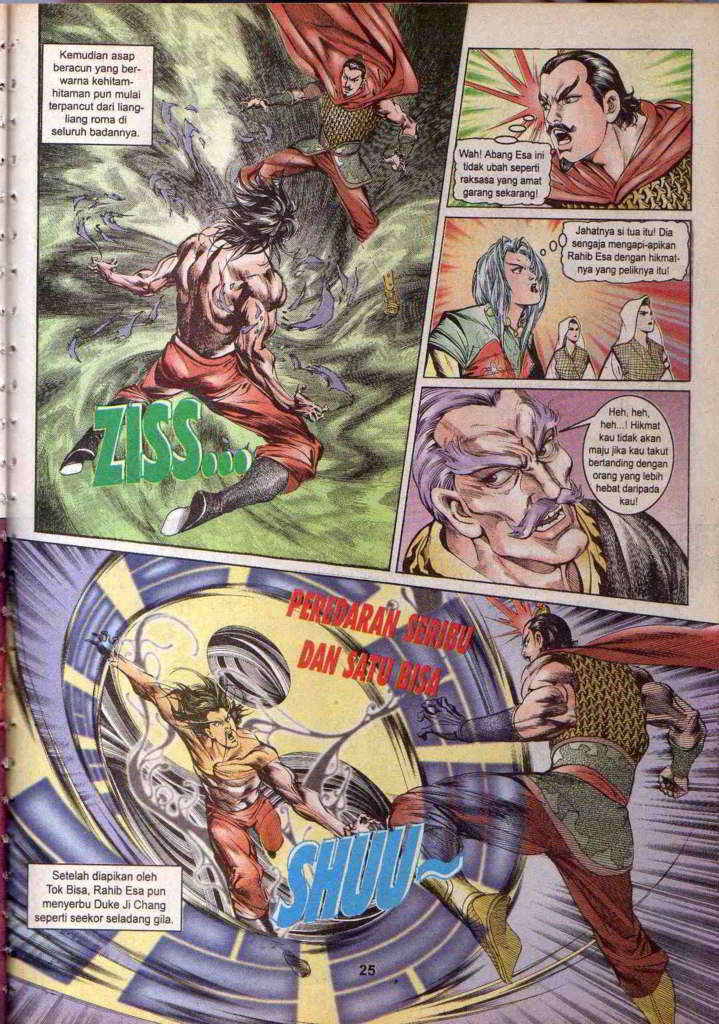 Kemudian asap
beracun yang ber-
warna kehitam-
hitaman pun mulai
terpancut dari liang-
liang roma di
seluruh badannya.
ZISS....
Wah! Abang Esa ini
tidak ubah seperti
raksasa yang amat
garang sekarang!
Jahatnya si tua itu! Dia
sengaja mengapi-apikan
Rahib Esa dengan hikmat-
nya yang peliknya itu!
Heh, heh,
heh...! Hikmat
kau tidak akan
maju jika kau takut
bertanding dengan
orang yang lebih
hebat daripada
kau!
PEREDARAN SERIBU
DAN SATU BISA
SHUU~
Setelah diapikan oleh
Tok Bisa, Rahib Esa pun
menyerbu Duke Ji Chang
seperti seekor seladang gila.
25